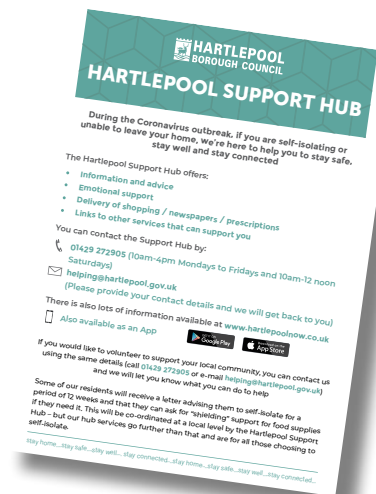 HARTLEPOOL
BOROUGH COUNCIL
HARTLEPOOL SUPPORT HUB
During the Coronavirus outbreak, if you are self-isolating or
unable to leave your home, we're here to help you to stay safe,
stay well and stay connected
The Hartlepool Support Hub offers:
• Information and advice
• Emotional support
• Delivery of shopping / newspapers / prescriptions
• Links to other services that can support you
You can contact the Support Hub by:
01429 272905 (10am-4pm Mondays to Fridays and 10am-12 noon
Saturdays)
helping@hartlepool.gov.uk
(Please provide your contact details and we will get back to you)
There is also lots of information available at www.hartlepoolnow.co.uk
Also available as an App
Google Play
App Store
If you would like to volunteer to support your local community, you can contact us
using the same details (call 01429 272905 or e-mail helping@hartlepool.gov.uk)
and we will let you know what you can do to help
Some of our residents will receive a letter advising them to self-isolate for a
period of 12 weeks and that they can ask for "shielding" support for food supplies
if they need it. This will be co-ordinated at a local level by the Hartlepool Support
Hub - but our hub services go further than that and are for all those choosing to
self-isolate.
stay home...stay safe...stay well... stay connected...stay home...stay safe...stay well...stay connected...